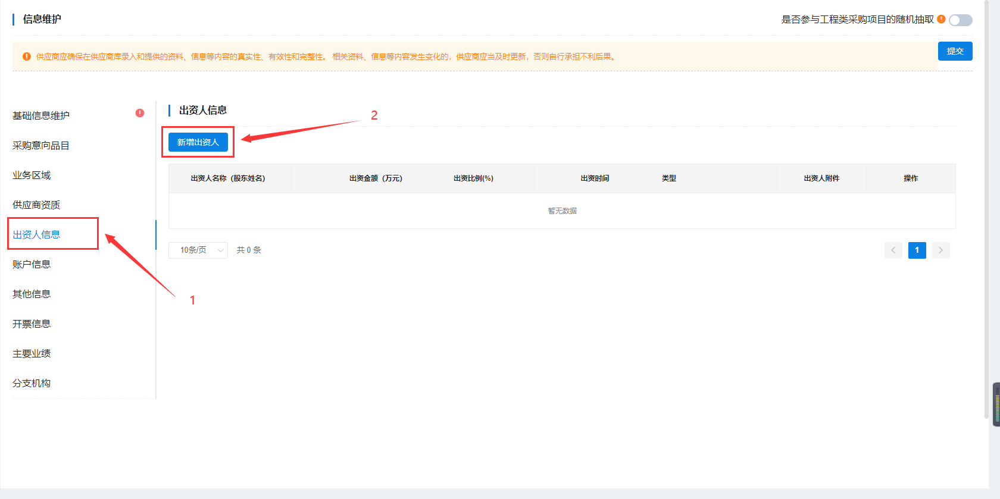 信息维护
是否参与工程类采购项目的随机抽取
供应商应确保在供应商库录入和提供的资料、信息等内容的真实性、有效性和完整性。 相关资料、信息等内容发生变化的，供应商应当及时更新，否则自行承担不利后果。
提交
基础信息维护
采购意向品目
业务区域
供应商资质
出资人信息
账户信息
其他信息
开票信息
主要业绩
分支机构
1
出资人信息
2
新增出资人
出资人名称（股东姓名） 出资金额（万元） 出资比例(%) 出资时间 类型 出资人附件 操作
暂无数据
10条/页 共 0 条 1